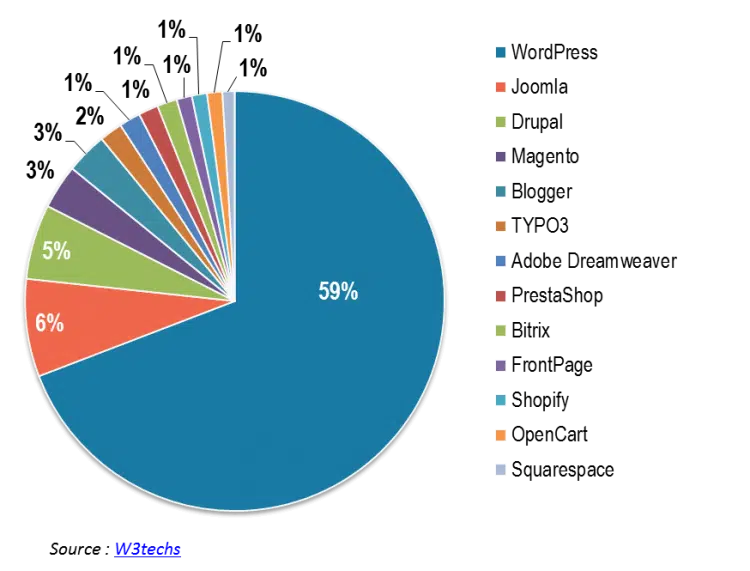 1%
1%
1%
1%
1%
1%
1%
1%
2%
3%
3%
5%
6%
59%
WordPress
Joomla
Drupal
Magento
Blogger
TYPO3
Adobe Dreamweaver
PrestaShop
Bitrix
FrontPage
Shopify
OpenCart
Squarespace
Source : W3techs